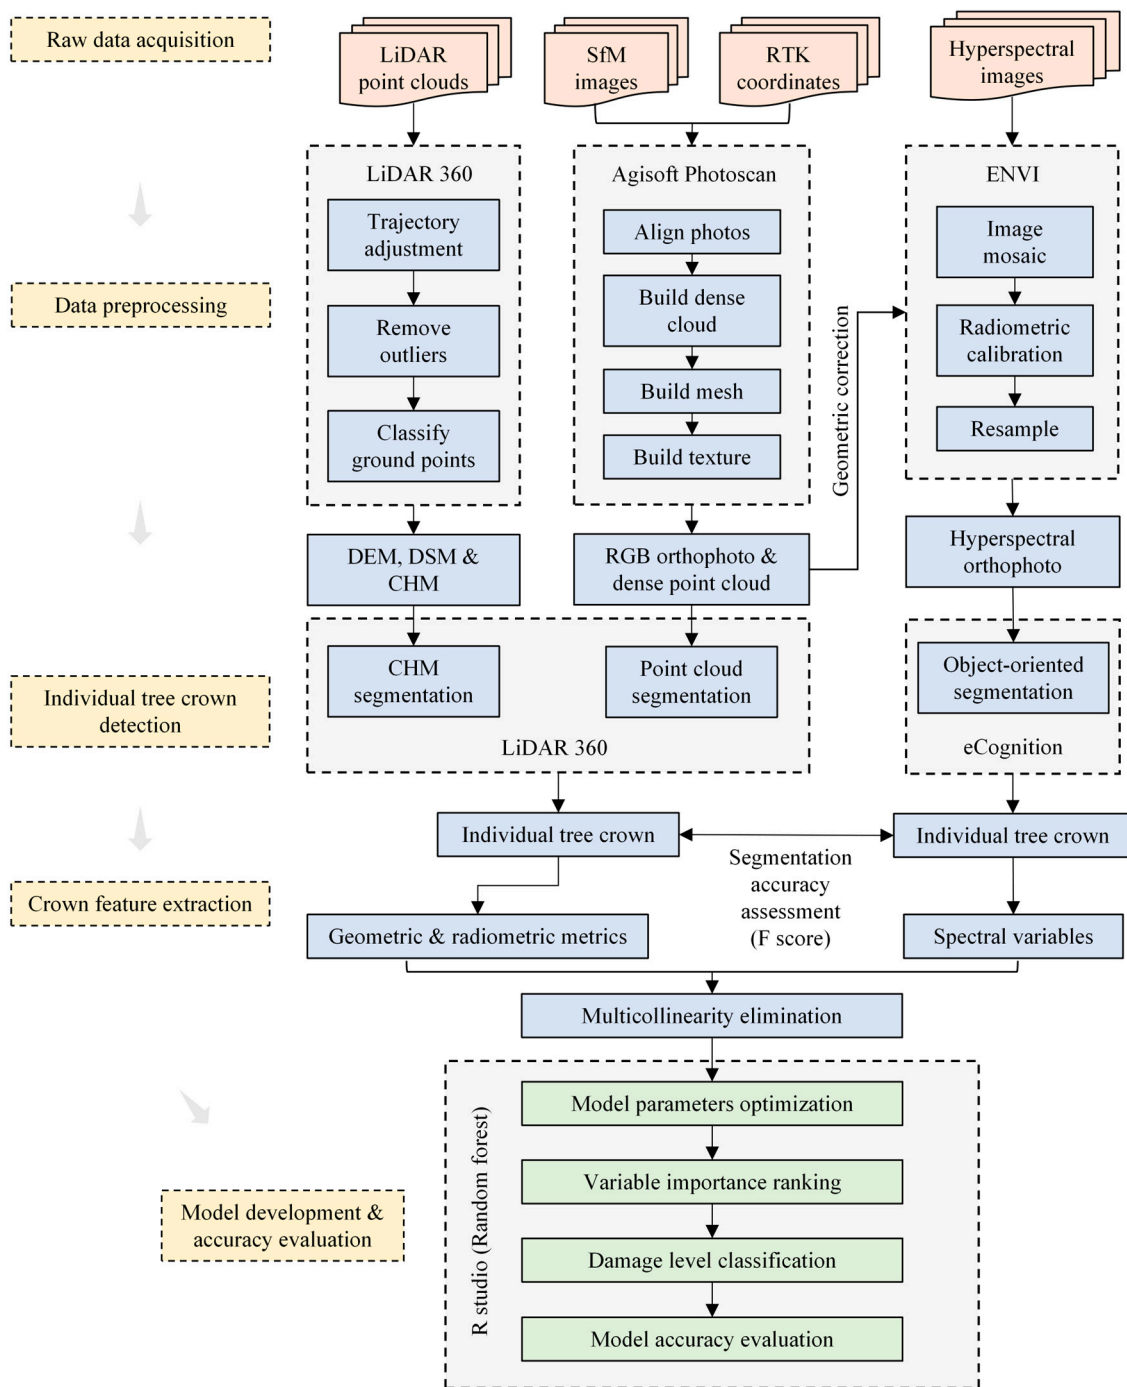 Raw data acquisition
LiDAR
point clouds
SfM
images
RTK
coordinates
Hyperspectral
images
LiDAR 360
Trajectory
adjustment
Remove
outliers
Classify
ground points
Agisoft Photoscan
Align photos
Build dense
cloud
Build mesh
Build texture
Geometric correction
ENVI
Image
mosaic
Radiometric
calibration
Resample
Data preprocessing
DEM, DSM &
CHM
RGB orthophoto &
dense point cloud
Hyperspectral
orthophoto
Individual tree crown
detection
CHM
segmentation
Point cloud
segmentation
LiDAR 360
Object-oriented
segmentation
eCognition
Individual tree crown
Segmentation
accuracy
assessment
(F score)
Individual tree crown
Crown feature extraction
Geometric & radiometric metrics
Spectral variables
Multicollinearity elimination
Model development &
accuracy evaluation
R studio (Random forest)
Model parameters optimization
Variable importance ranking
Damage level classification
Model accuracy evaluation